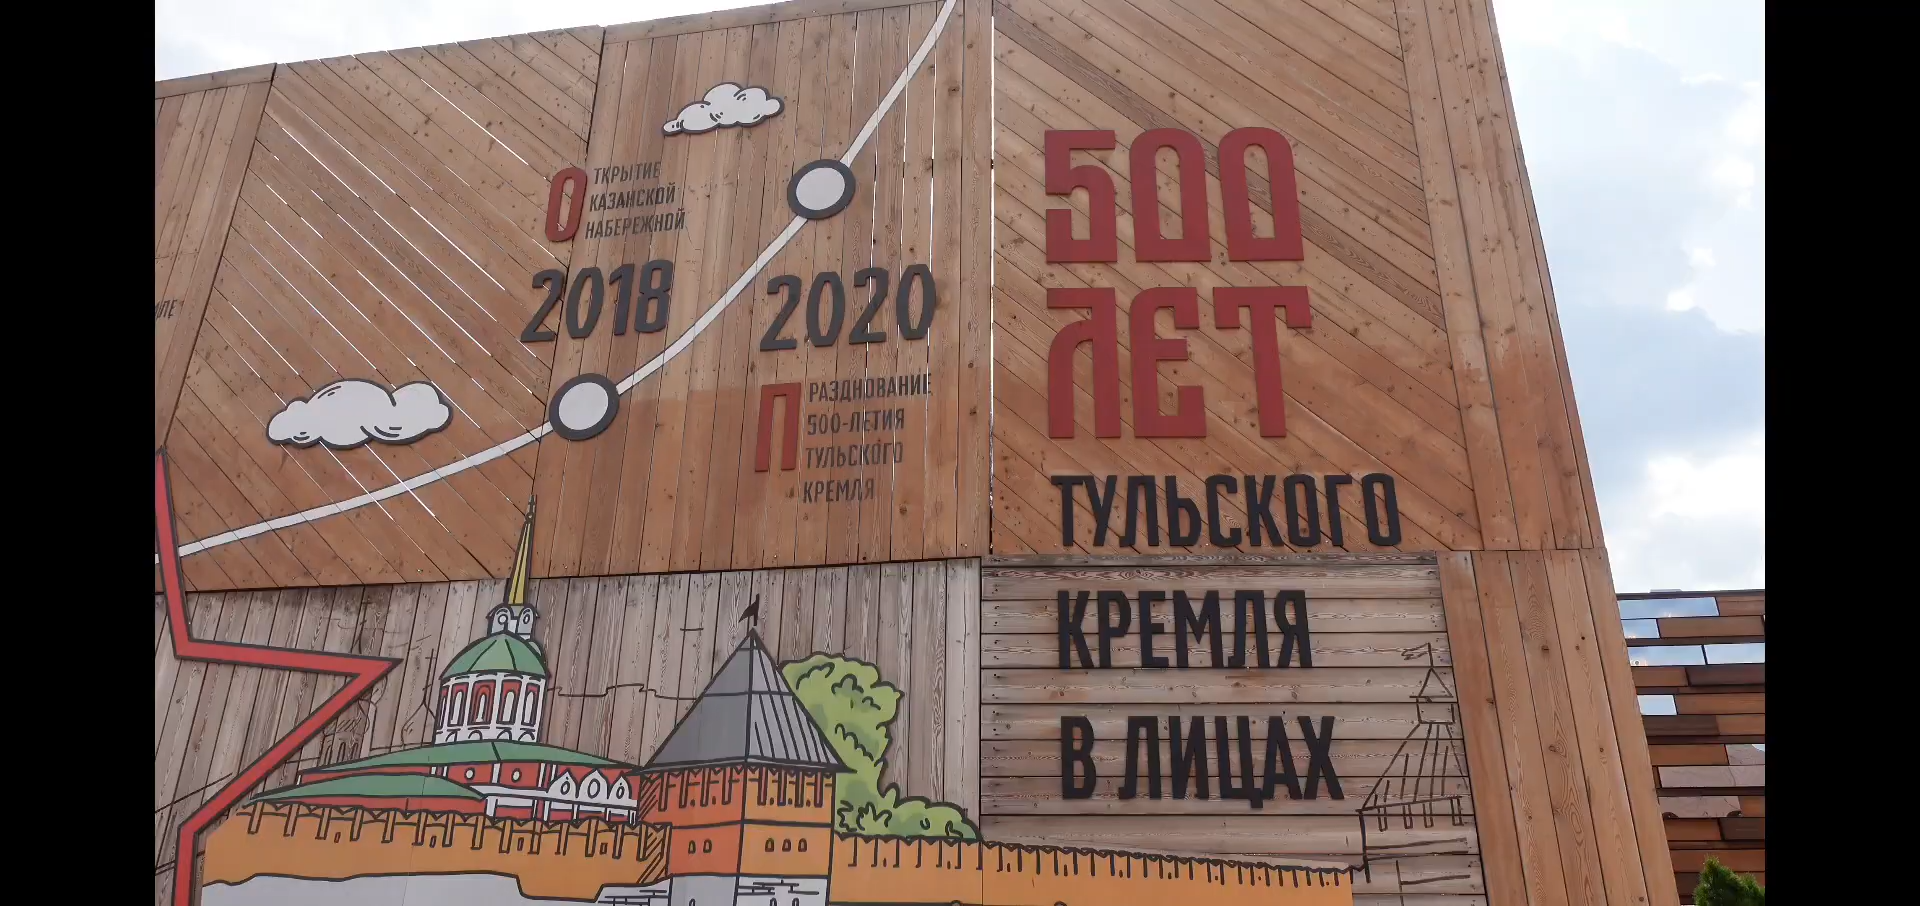 ОТКРЫТИЕ
КАЗАНСКОЙ
НАБЕРЕЖНОЙ
2018
2020
ПРАЗДНОВАНИЕ
500-ЛЕТИЯ
ТУЛЬСКОГО
КРЕМЛЯ
500
ЛЕТ
ТУЛЬСКОГО
КРЕМЛЯ
В ЛИЦАХ